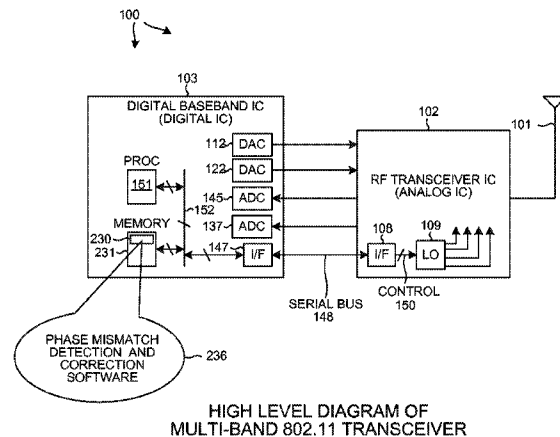 100
103
DIGITAL BASEBAND IC
(DIGITAL IC)
102
101
112
DAC
122
DAC
PROC
151
145
ADC
152
RF TRANSCEIVER IC
(ANALOG IC)
MEMORY
137
ADC
108
109
230
231
147
I/F
I/F
LO
SERIAL BUS
148
CONTROL
150
PHASE MISMATCH
DETECTION AND
CORRECTION
SOFTWARE
236
HIGH LEVEL DIAGRAM OF
MULTI-BAND 802.11 TRANSCEIVER